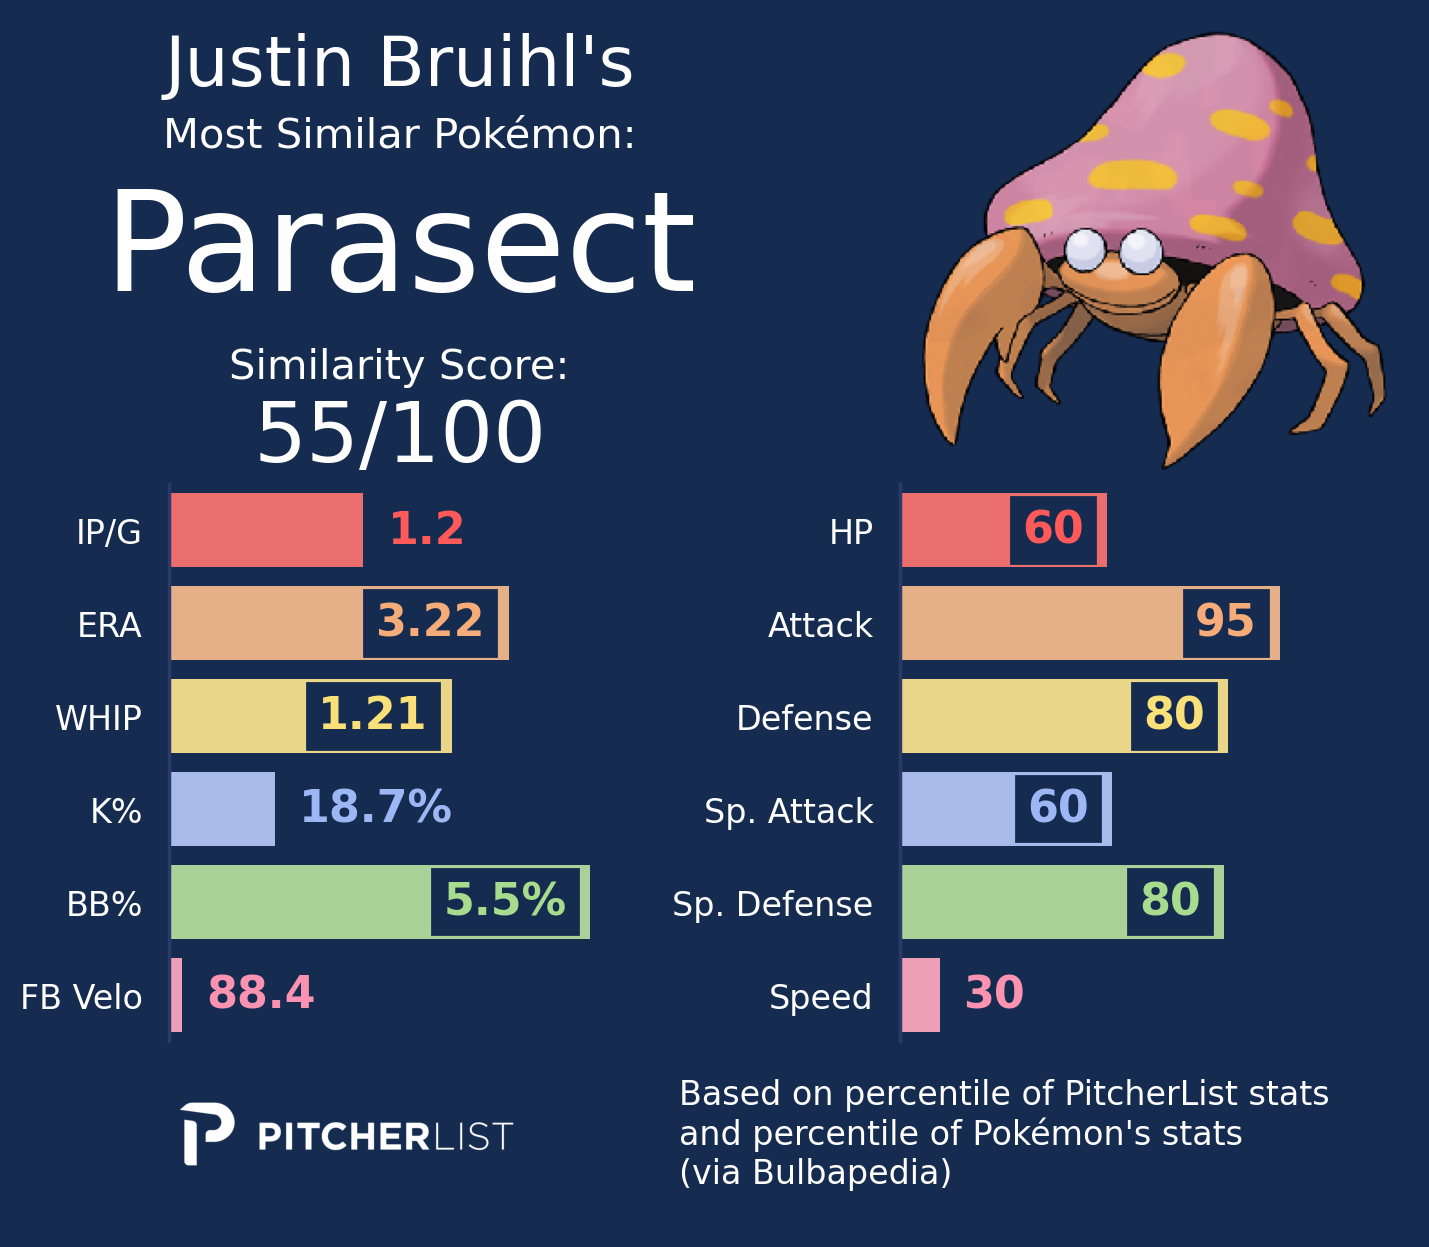 Justin Bruihl's
Most Similar Pokémon:
Parasect
Similarity Score:
55/100
IP/G 1.2
ERA 3.22
WHIP 1.21
K% 18.7%
BB% 5.5%
FB Velo 88.4
HP 60
Attack 95
Defense 80
Sp. Attack 60
Sp. Defense 80
Speed 30
PITCHERLIST
Based on percentile of PitcherList stats
and percentile of Pokémon's stats
(via Bulbapedia)